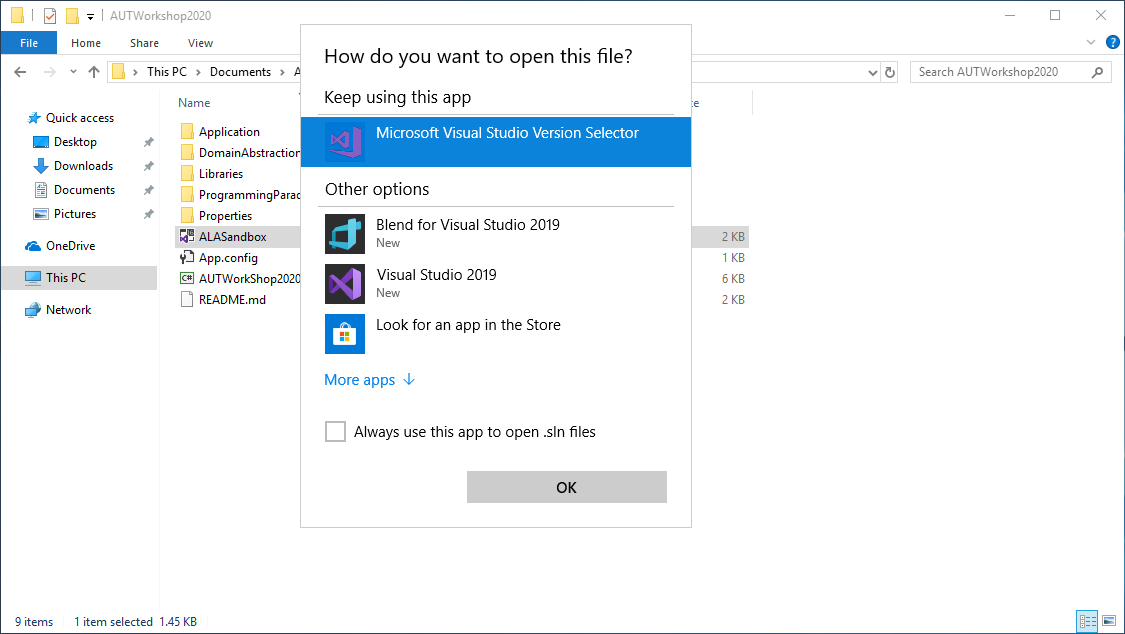 AUTWorkshop2020
File Home Share View
This PC > Documents >
Search AUTWorkshop2020
Quick access
Desktop
Downloads
Documents
Pictures
OneDrive
This PC
Network
Name
Application
DomainAbstraction
Libraries
ProgrammingParad
Properties
ALASandbox
2 KB
App.config
1 KB
AUTWorkShop2020
6 KB
README.md
2 KB
How do you want to open this file?
Keep using this app
Microsoft Visual Studio Version Selector
Other options
Blend for Visual Studio 2019
New
Visual Studio 2019
New
Look for an app in the Store
More apps
Always use this app to open .sln files
OK
9 items 1 item selected 1.45 KB